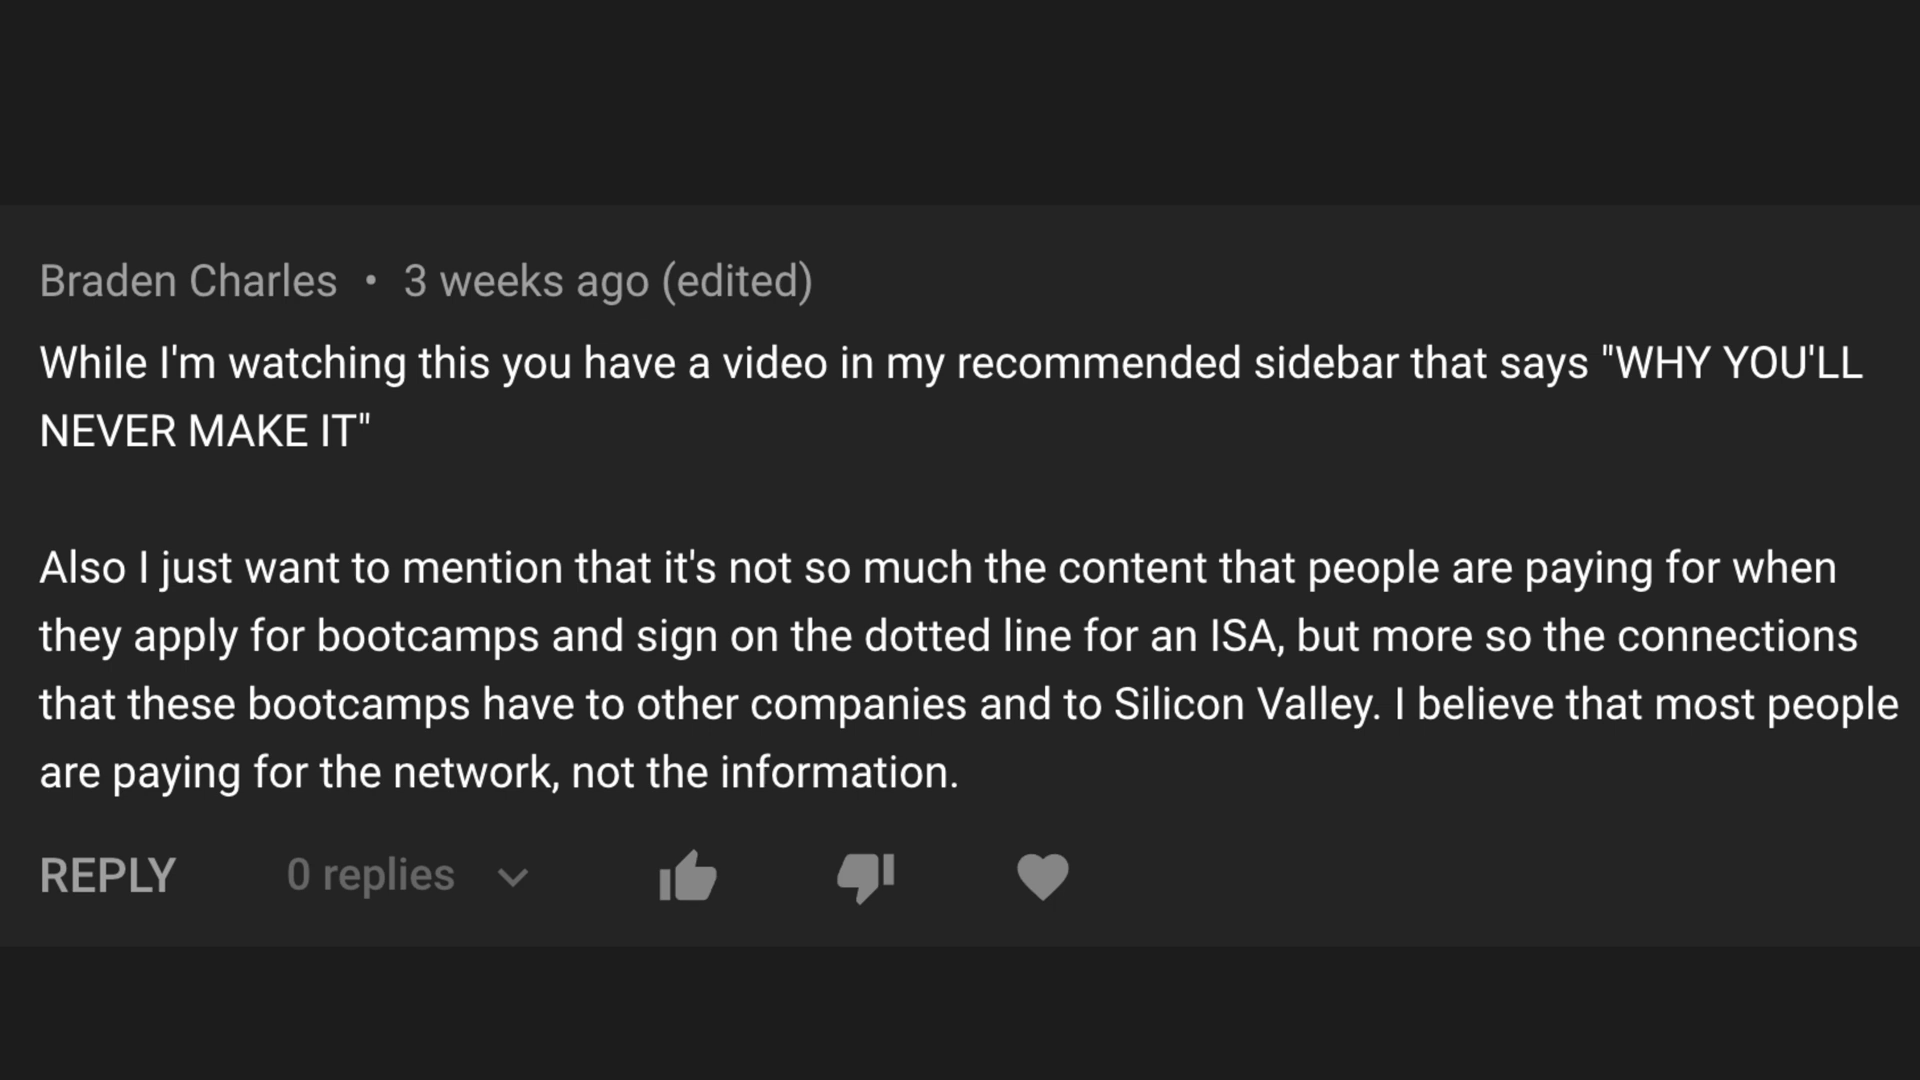 Braden Charles • 3 weeks ago (edited)
While I'm watching this you have a video in my recommended sidebar that says "WHY YOU'LL
NEVER MAKE IT"
Also I just want to mention that it's not so much the content that people are paying for when
they apply for bootcamps and sign on the dotted line for an ISA, but more so the connections
that these bootcamps have to other companies and to Silicon Valley. I believe that most people
are paying for the network, not the information.
REPLY 0 replies